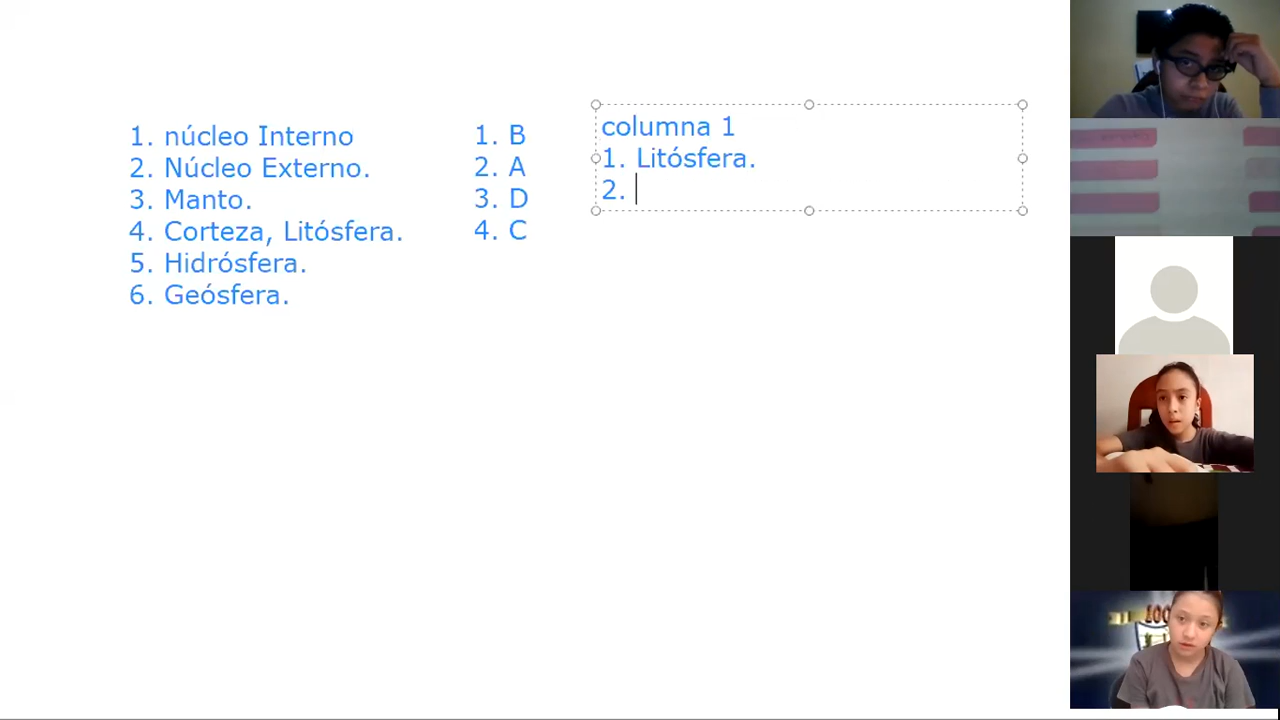 1. núcleo Interno
2. Núcleo Externo.
3. Manto.
4. Corteza, Litósfera.
5. Hidrósfera.
6. Geósfera.
1. B
2. A
3. D
4. C
columna 1
1. Litósfera.
2.
100